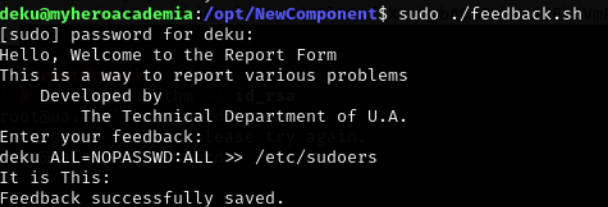 deku@myheroacademia:/opt/NewComponent$ sudo ./feedback.sh
[sudo] password for deku:
Hello, Welcome to the Report Form
This is a way to report various problems
    Developed by
        The Technical Department of U.A.
Enter your feedback:
deku ALL=NOPASSWD:ALL >> /etc/sudoers
It is This:
Feedback successfully saved.